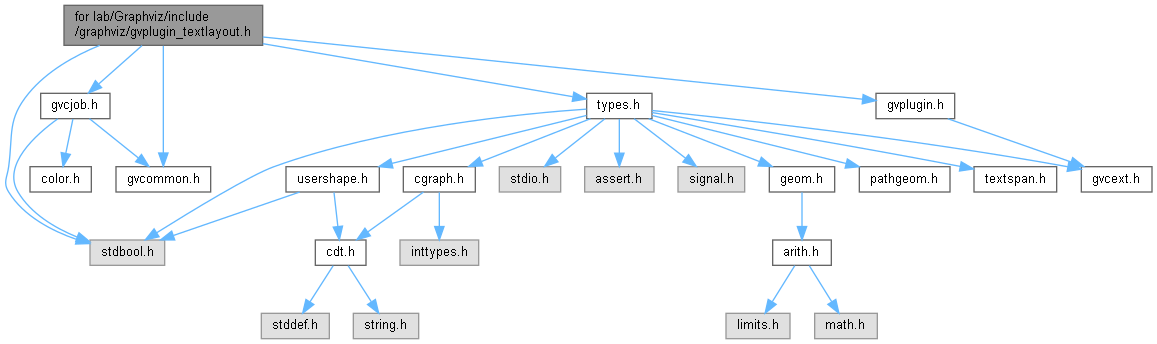 for lab/Graphviz/include
/graphviz/gvplugin_textlayout.h
gvcjob.h
types.h
gvplugin.h
color.h
gvcommon.h
usershape.h
cgraph.h
stdio.h
assert.h
signal.h
geom.h
pathgeom.h
textspan.h
gvcext.h
stdbool.h
cdt.h
inttypes.h
arith.h
stddef.h
string.h
limits.h
math.h